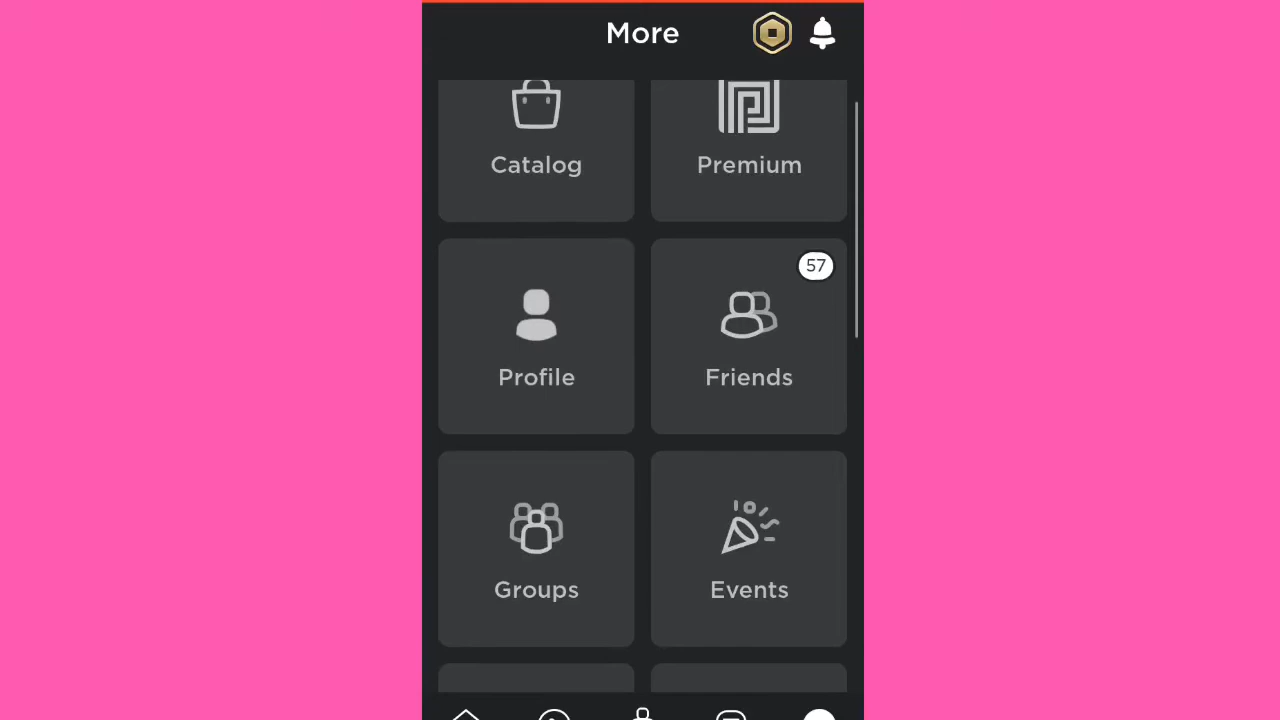 More
Catalog
Premium
57
Profile
Friends
Groups
Events